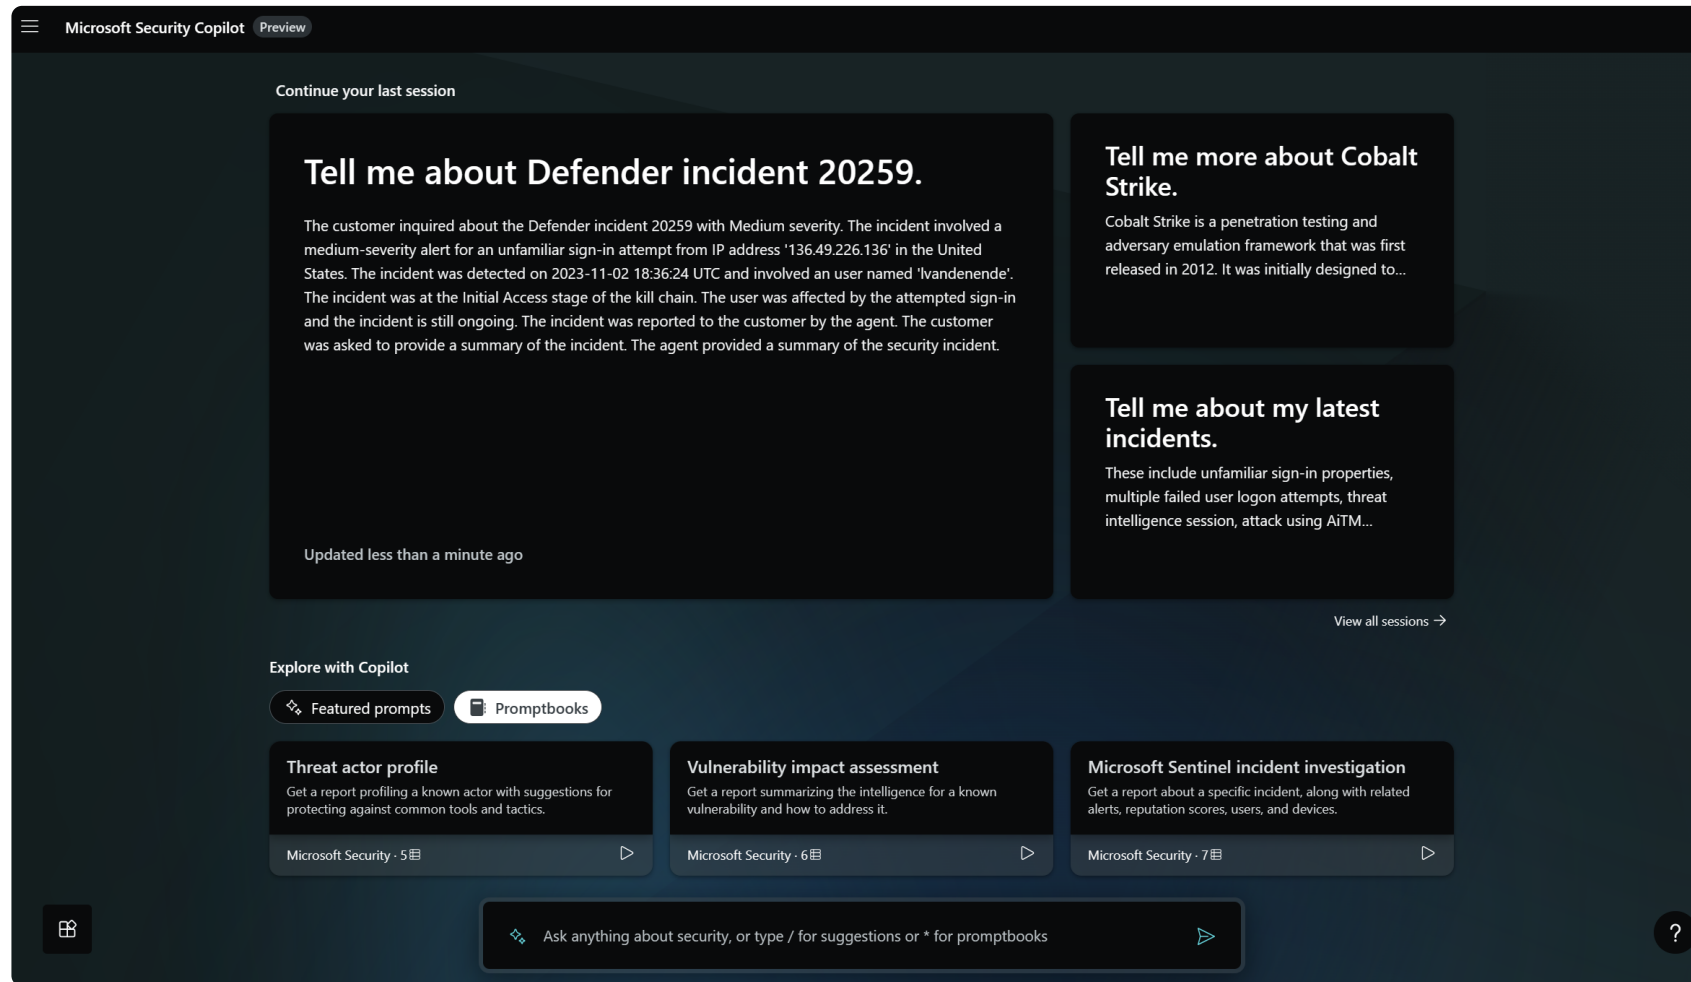 Microsoft Security Copilot Preview
Continue your last session
Tell me about Defender incident 20259.
The customer inquired about the Defender incident 20259 with Medium severity. The incident involved a
medium-severity alert for an unfamiliar sign-in attempt from IP address '136.49.226.136' in the United
States. The incident was detected on 2023-11-02 18:36:24 UTC and involved an user named 'lvandenende'.
The incident was at the Initial Access stage of the kill chain. The user was affected by the attempted sign-in
and the incident is still ongoing. The incident was reported to the customer by the agent. The customer
was asked to provide a summary of the incident. The agent provided a summary of the security incident.
Updated less than a minute ago
Tell me more about Cobalt
Strike.
Cobalt Strike is a penetration testing and
adversary emulation framework that was first
released in 2012. It was initially designed to...
Tell me about my latest
incidents.
These include unfamiliar sign-in properties,
multiple failed user logon attempts, threat
intelligence session, attack using AiTM...
View all sessions →
Explore with Copilot
Featured prompts
Promptbooks
Threat actor profile
Get a report profiling a known actor with suggestions for
protecting against common tools and tactics.
Microsoft Security · 5
Vulnerability impact assessment
Get a report summarizing the intelligence for a known
vulnerability and how to address it.
Microsoft Security · 6
Microsoft Sentinel incident investigation
Get a report about a specific incident, along with related
alerts, reputation scores, users, and devices.
Microsoft Security · 7
Ask anything about security, or type / for suggestions or * for promptbooks
?